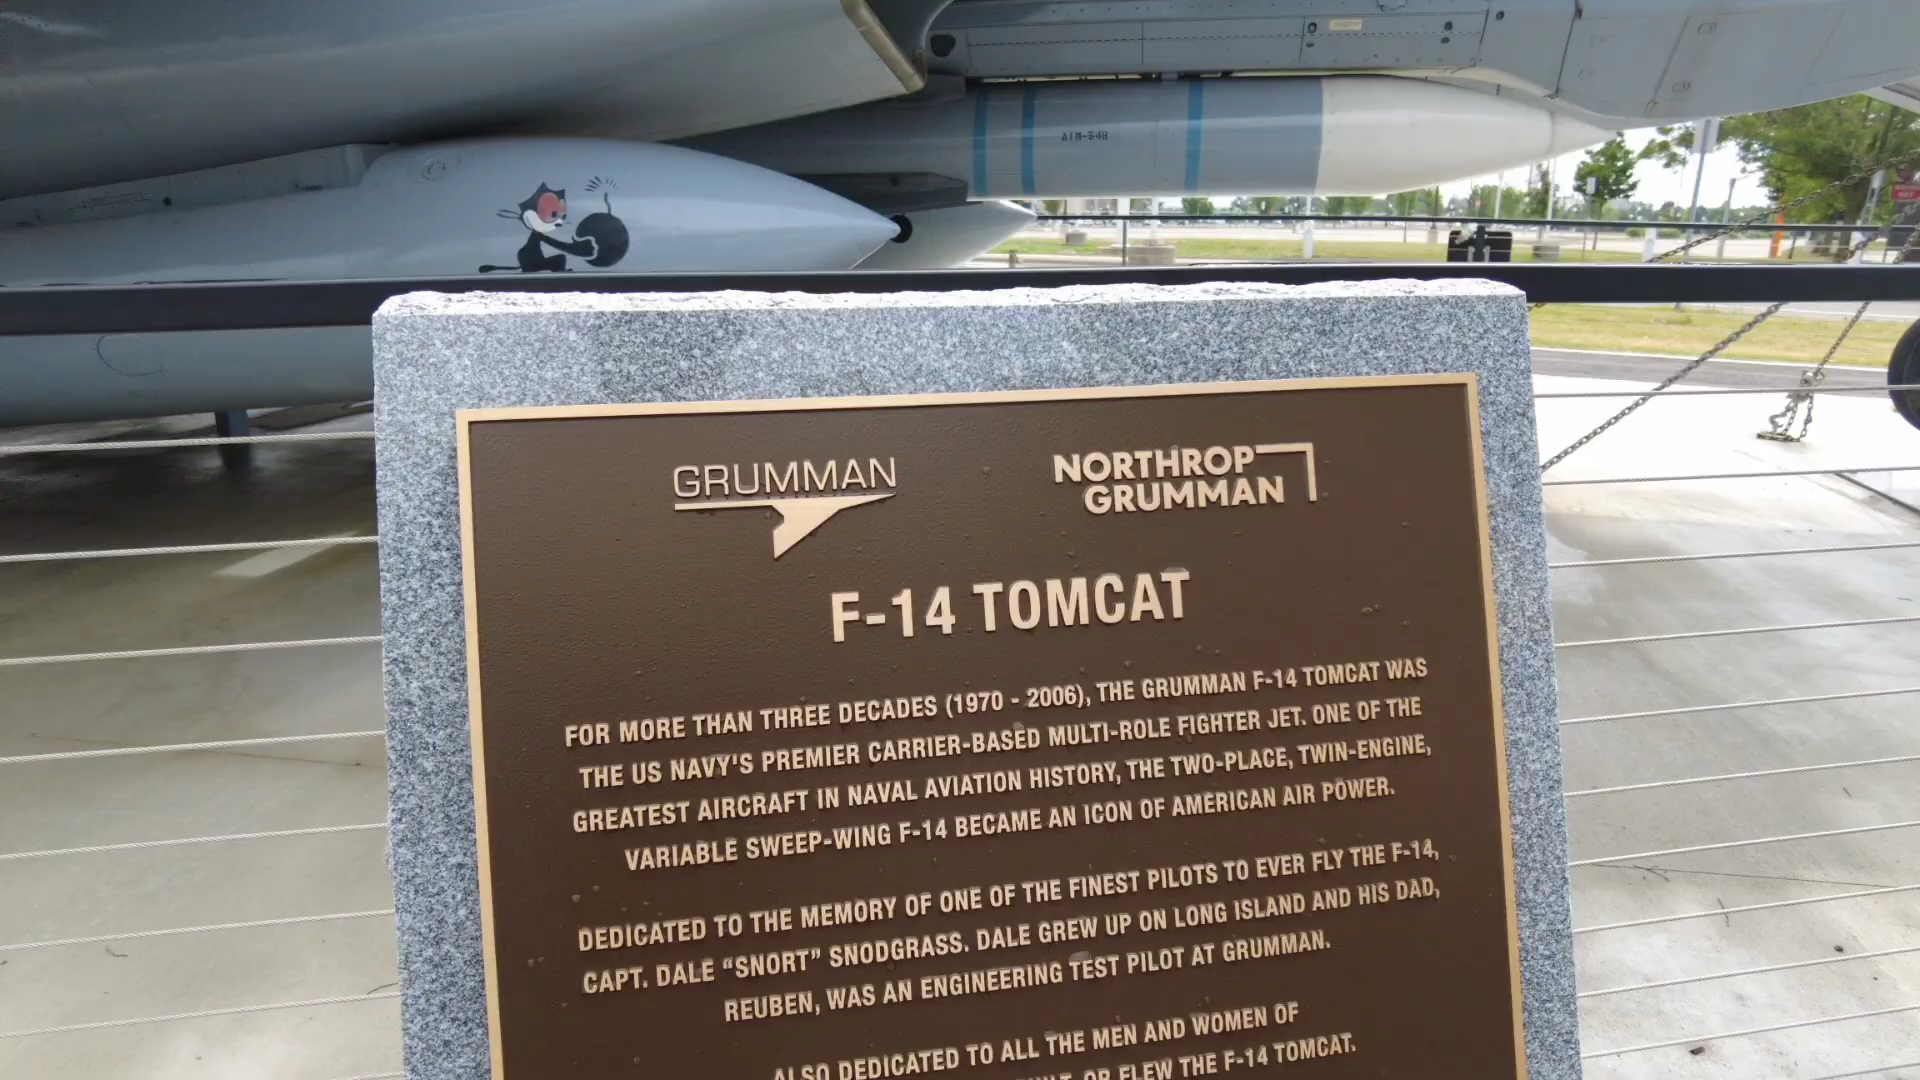 AIM-54B
GRUMMAN
NORTHROP
GRUMMAN
F-14 TOMCAT
FOR MORE THAN THREE DECADES (1970 - 2006), THE GRUMMAN F-14 TOMCAT WAS
THE US NAVY'S PREMIER CARRIER-BASED MULTI-ROLE FIGHTER JET. ONE OF THE
GREATEST AIRCRAFT IN NAVAL AVIATION HISTORY, THE TWO-PLACE, TWIN-ENGINE,
VARIABLE SWEEP-WING F-14 BECAME AN ICON OF AMERICAN AIR POWER.
DEDICATED TO THE MEMORY OF ONE OF THE FINEST PILOTS TO EVER FLY THE F-14,
CAPT. DALE “SNORT” SNODGRASS. DALE GREW UP ON LONG ISLAND AND HIS DAD,
REUBEN, WAS AN ENGINEERING TEST PILOT AT GRUMMAN.
ALSO DEDICATED TO ALL THE MEN AND WOMEN OF
OR FLEW THE F-14 TOMCAT.